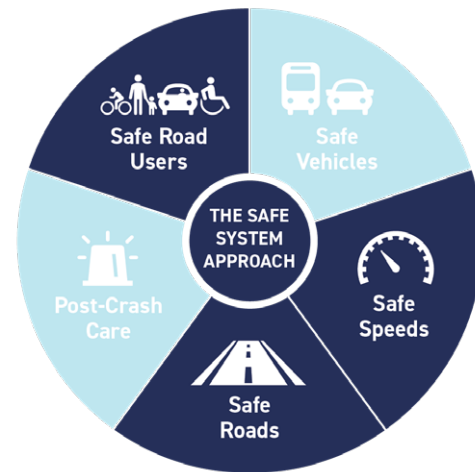 Safe Road
Users
Safe
Vehicles
THE SAFE
SYSTEM
APPROACH
Post-Crash
Care
Safe
Speeds
Safe
Roads